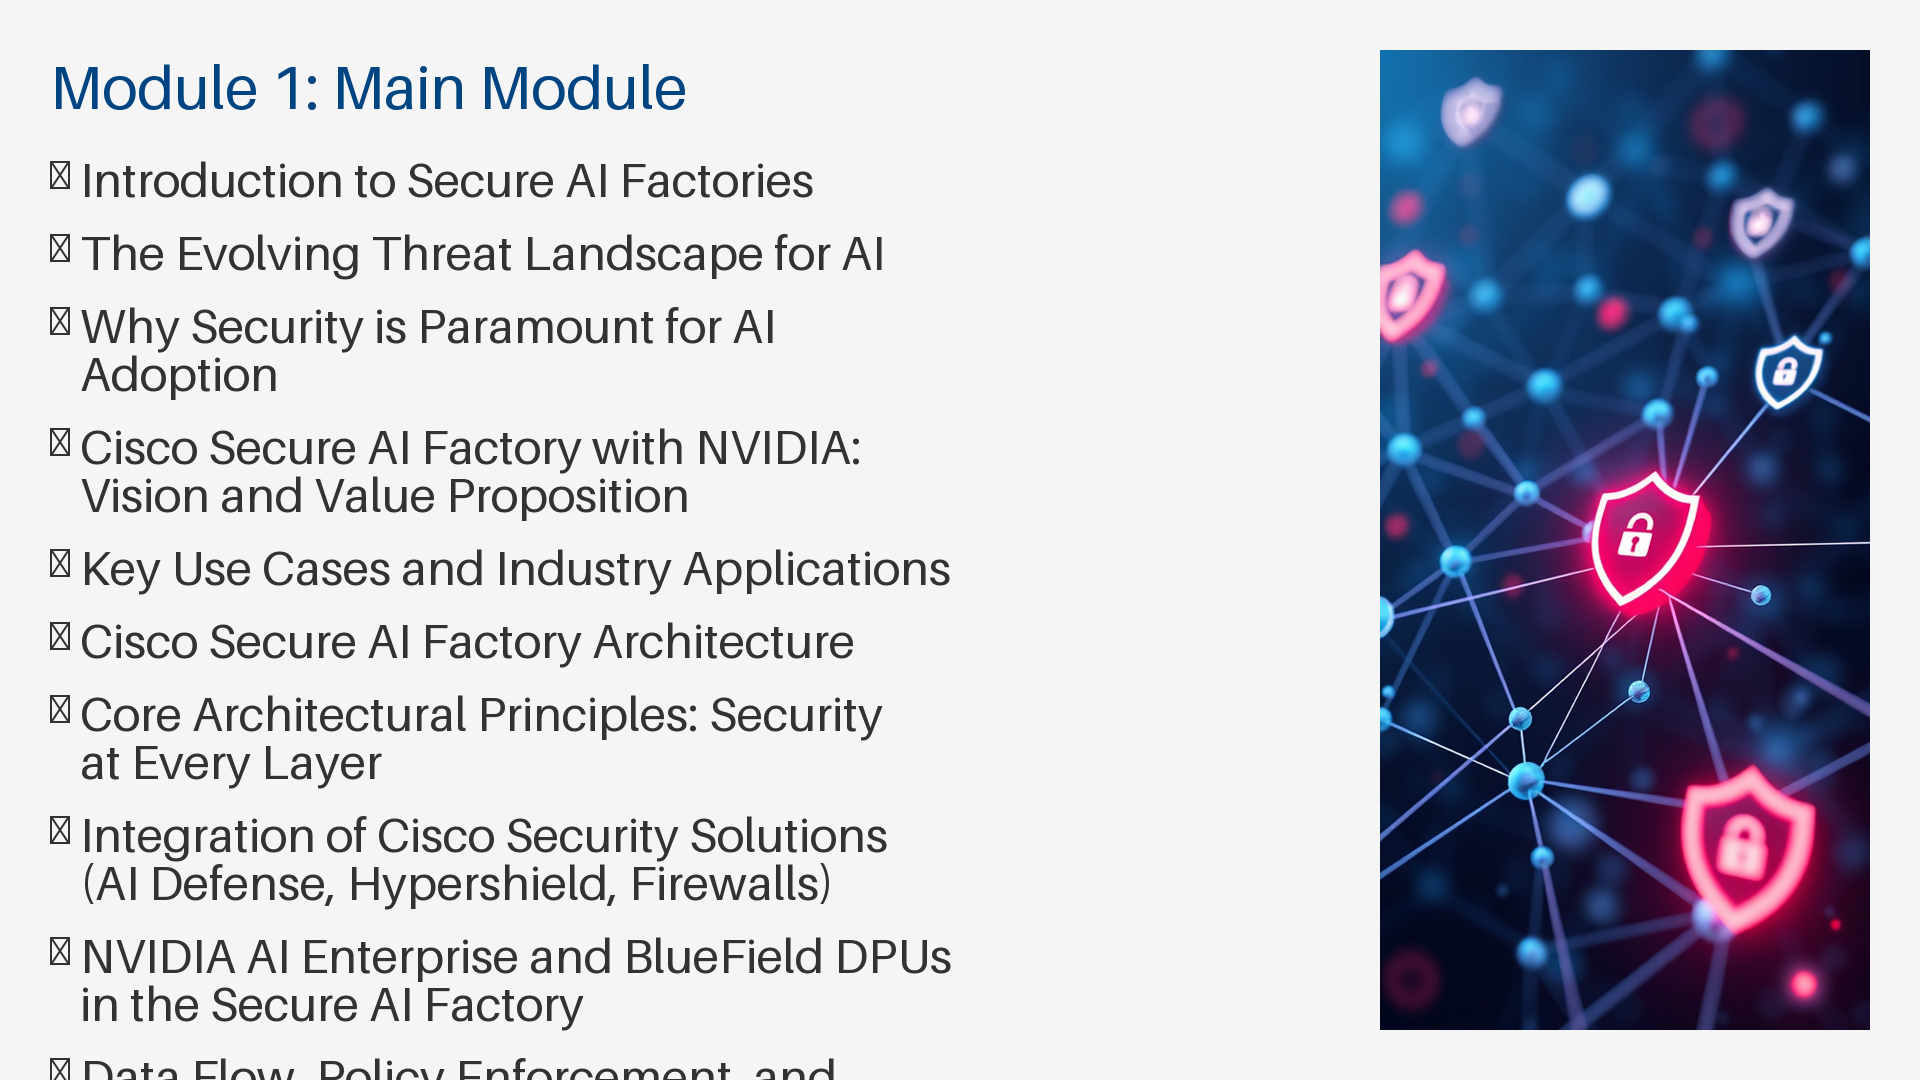 Module 1: Main Module
Introduction to Secure AI Factories
The Evolving Threat Landscape for AI
Why Security is Paramount for AI
Adoption
Cisco Secure AI Factory with NVIDIA:
Vision and Value Proposition
Key Use Cases and Industry Applications
Cisco Secure AI Factory Architecture
Core Architectural Principles: Security
at Every Layer
Integration of Cisco Security Solutions
(AI Defense, Hypershield, Firewalls)
NVIDIA AI Enterprise and BlueField DPUs
in the Secure AI Factory
Data Flow, Policy Enforcement, and